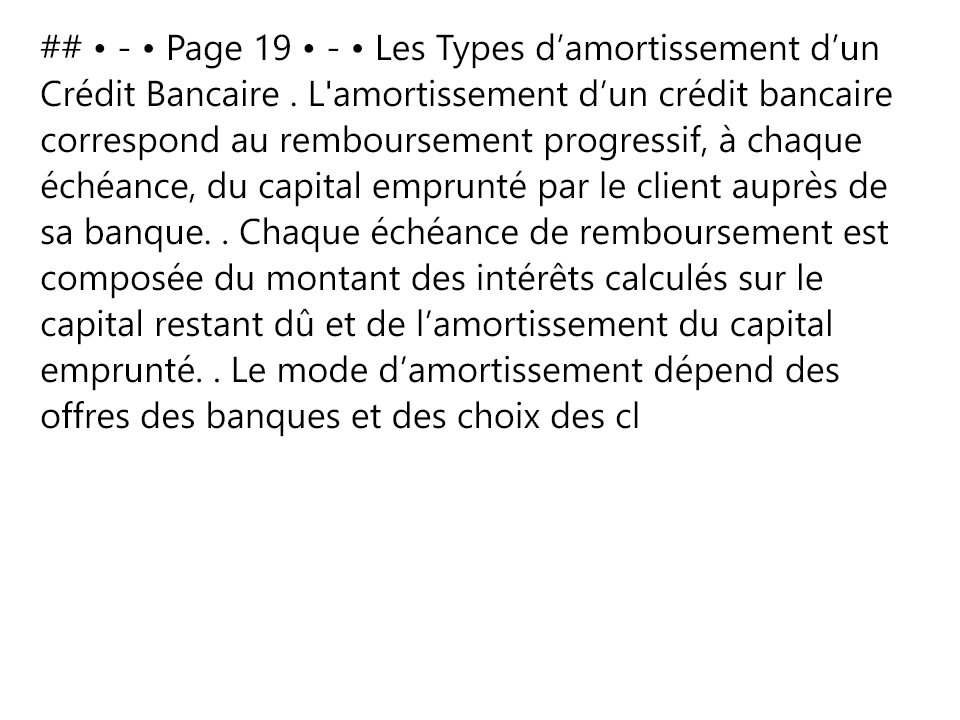 ## • - • Page 19 • - • Les Types d’amortissement d’un
Crédit Bancaire . L'amortissement d’un crédit bancaire
correspond au remboursement progressif, à chaque
échéance, du capital emprunté par le client auprès de
sa banque. . Chaque échéance de remboursement est
composée du montant des intérêts calculés sur le
capital restant dû et de l’amortissement du capital
emprunté. . Le mode d’amortissement dépend des
offres des banques et des choix des cl